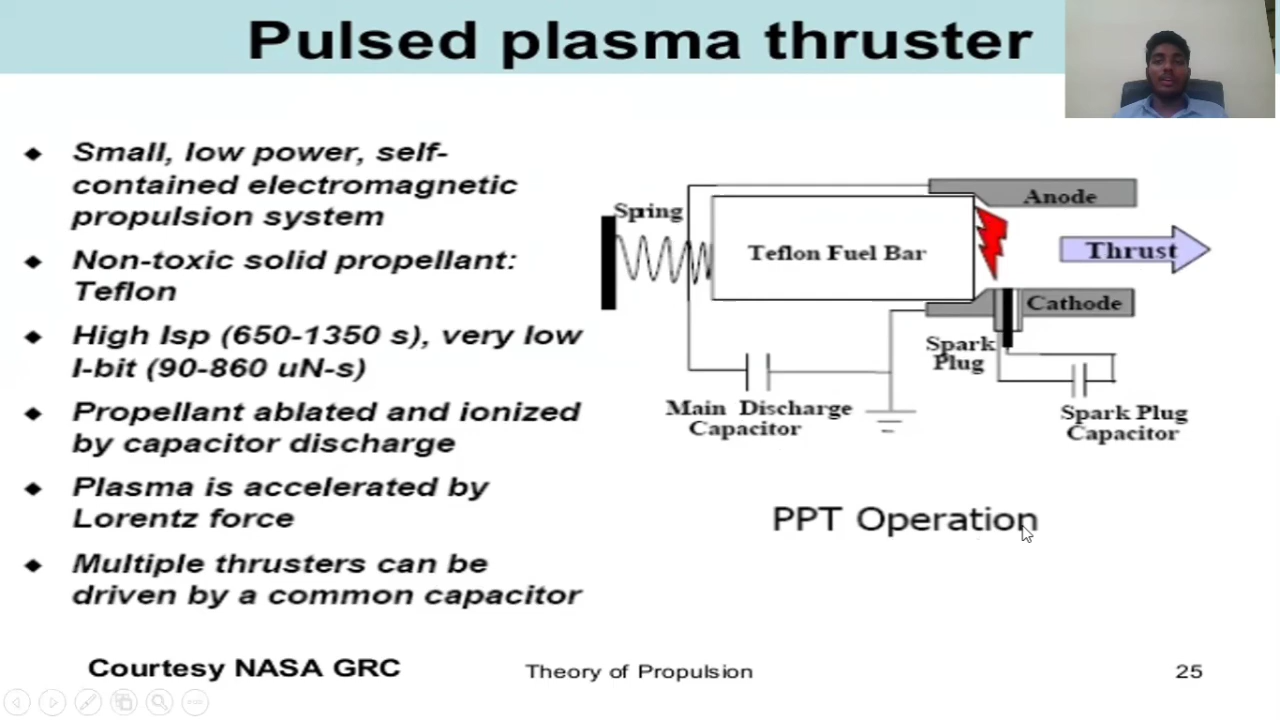 Pulsed plasma thruster
Small, low power, self-
contained electromagnetic
propulsion system
Non-toxic solid propellant:
Teflon
High Isp (650-1350 s), very low
I-bit (90-860 uN-s)
Propellant ablated and ionized
by capacitor discharge
Plasma is accelerated by
Lorentz force
Multiple thrusters can be
driven by a common capacitor
Spring
Teflon Fuel Bar
Anode
Thrust
Cathode
Spark
Plug
Main Discharge
Capacitor
Spark Plug
Capacitor
PPT Operation
Courtesy NASA GRC
Theory of Propulsion
25